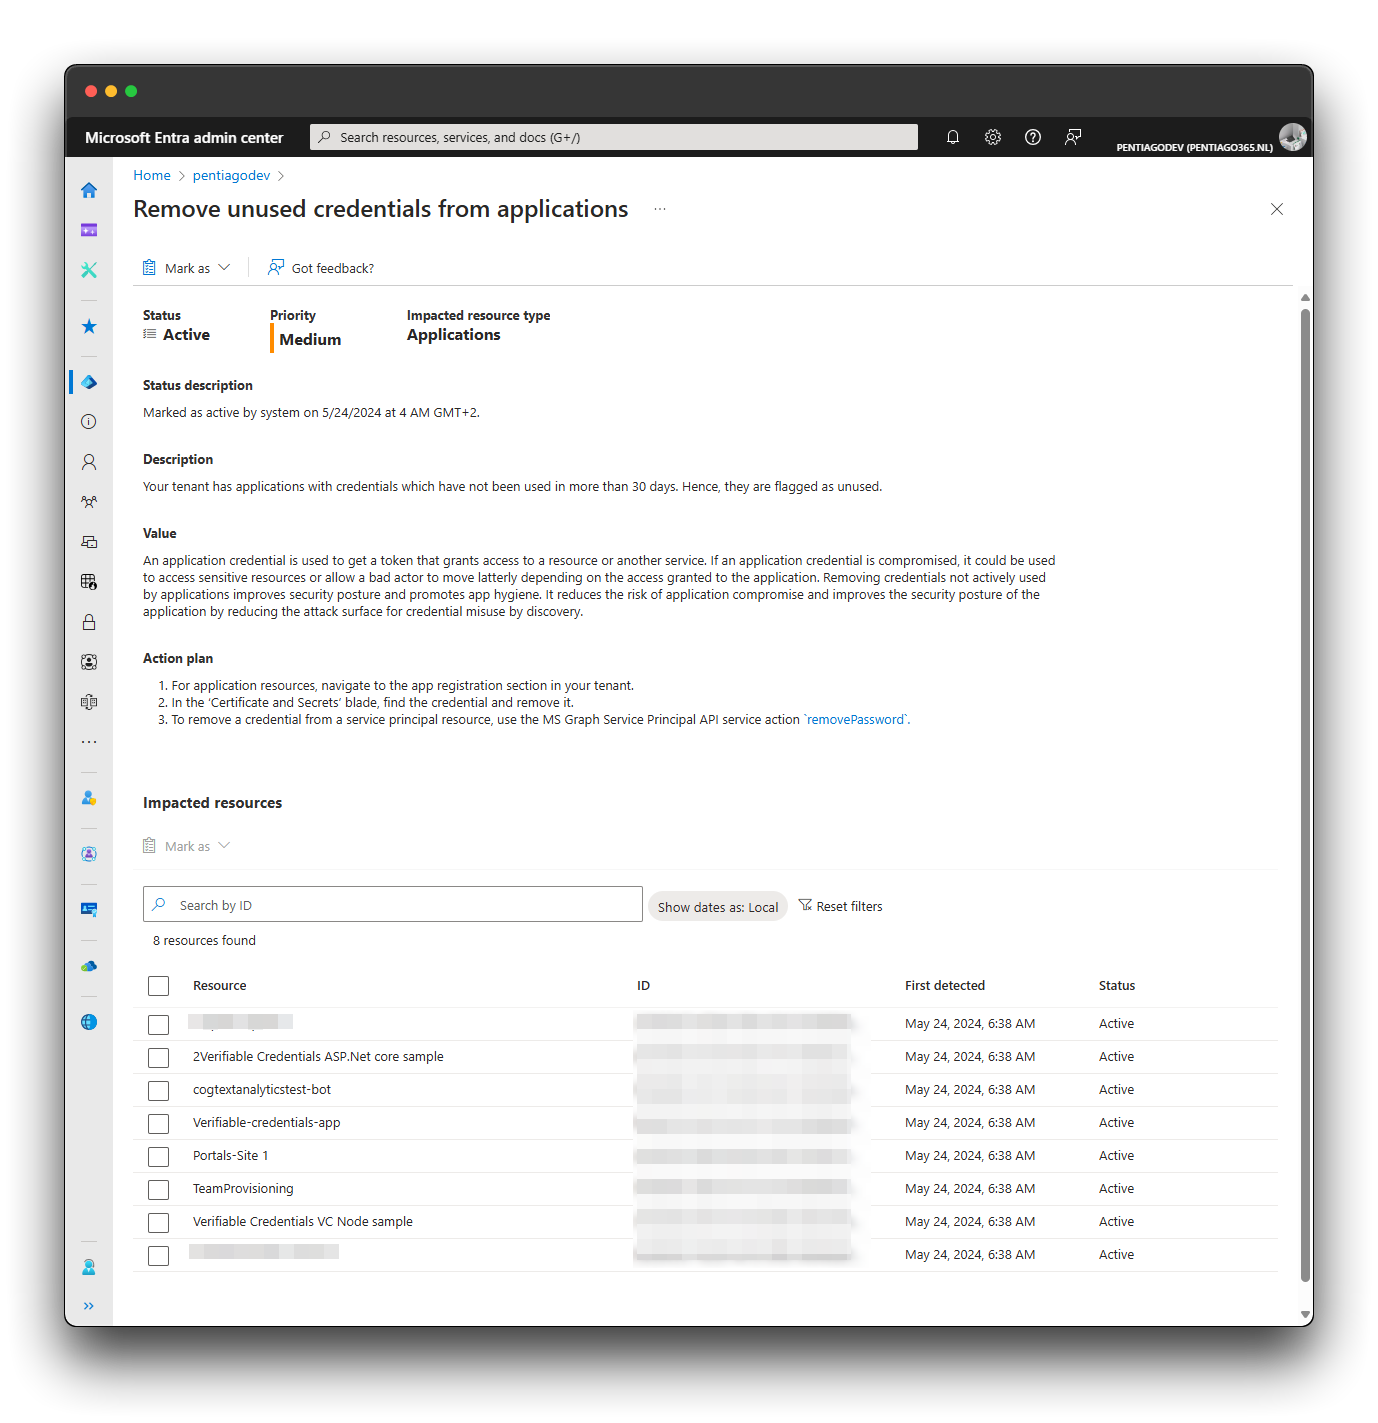 Microsoft Entra admin center
Search resources, services, and docs (G+/)
PENTIAGODEV (PENTIAGO365.NL)
Home > pentiagodev >
Remove unused credentials from applications ...
Mark as
Got feedback?
Status
Priority
Impacted resource type
Active
Medium
Applications
Status description
Marked as active by system on 5/24/2024 at 4 AM GMT+2.
Description
Your tenant has applications with credentials which have not been used in more than 30 days. Hence, they are flagged as unused.
Value
An application credential is used to get a token that grants access to a resource or another service. If an application credential is compromised, it could be used
to access sensitive resources or allow a bad actor to move latterly depending on the access granted to the application. Removing credentials not actively used
by applications improves security posture and promotes app hygiene. It reduces the risk of application compromise and improves the security posture of the
application by reducing the attack surface for credential misuse by discovery.
Action plan
1. For application resources, navigate to the app registration section in your tenant.
2. In the ‘Certificate and Secrets’ blade, find the credential and remove it.
3. To remove a credential from a service principal resource, use the MS Graph Service Principal API service action `removePassword`.
Impacted resources
Mark as
Search by ID
Show dates as: Local
Reset filters
8 resources found
Resource ID First detected Status
May 24, 2024, 6:38 AM Active
2Verifiable Credentials ASP.Net core sample May 24, 2024, 6:38 AM Active
cogtextanalyticstest-bot May 24, 2024, 6:38 AM Active
Verifiable-credentials-app May 24, 2024, 6:38 AM Active
Portals-Site 1 May 24, 2024, 6:38 AM Active
TeamProvisioning May 24, 2024, 6:38 AM Active
Verifiable Credentials VC Node sample May 24, 2024, 6:38 AM Active
May 24, 2024, 6:38 AM Active